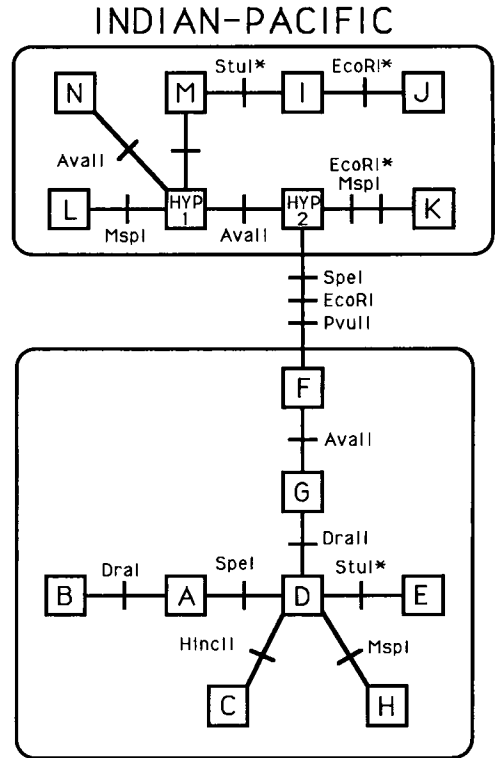 INDIAN-PACIFIC
StuI* EcoRI*
N M I J
AvaII
EcoRI*
MspI
L HYP 1 HYP 2 K
MspI AvaII
SpeI
EcoRI
PvuII
F
AvaII
G
DraII
DraI SpeI StuI*
B A D E
HincII MspI
C H